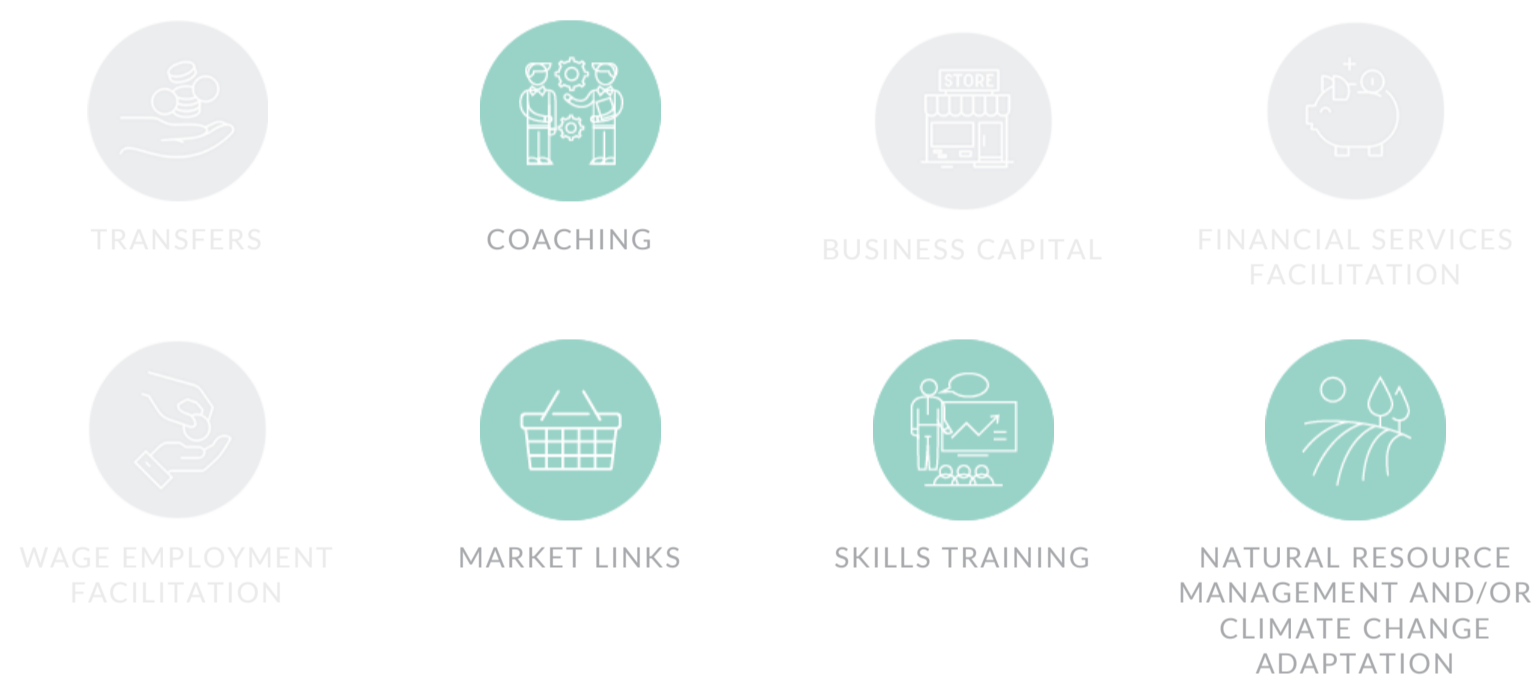 STORE
TRANSFERS
COACHING
BUSINESS CAPITAL
FINANCIAL SERVICES
FACILITATION
WAGE EMPLOYMENT
FACILITATION
MARKET LINKS
SKILLS TRAINING
NATURAL RESOURCE
MANAGEMENT AND/OR
CLIMATE CHANGE
ADAPTATION